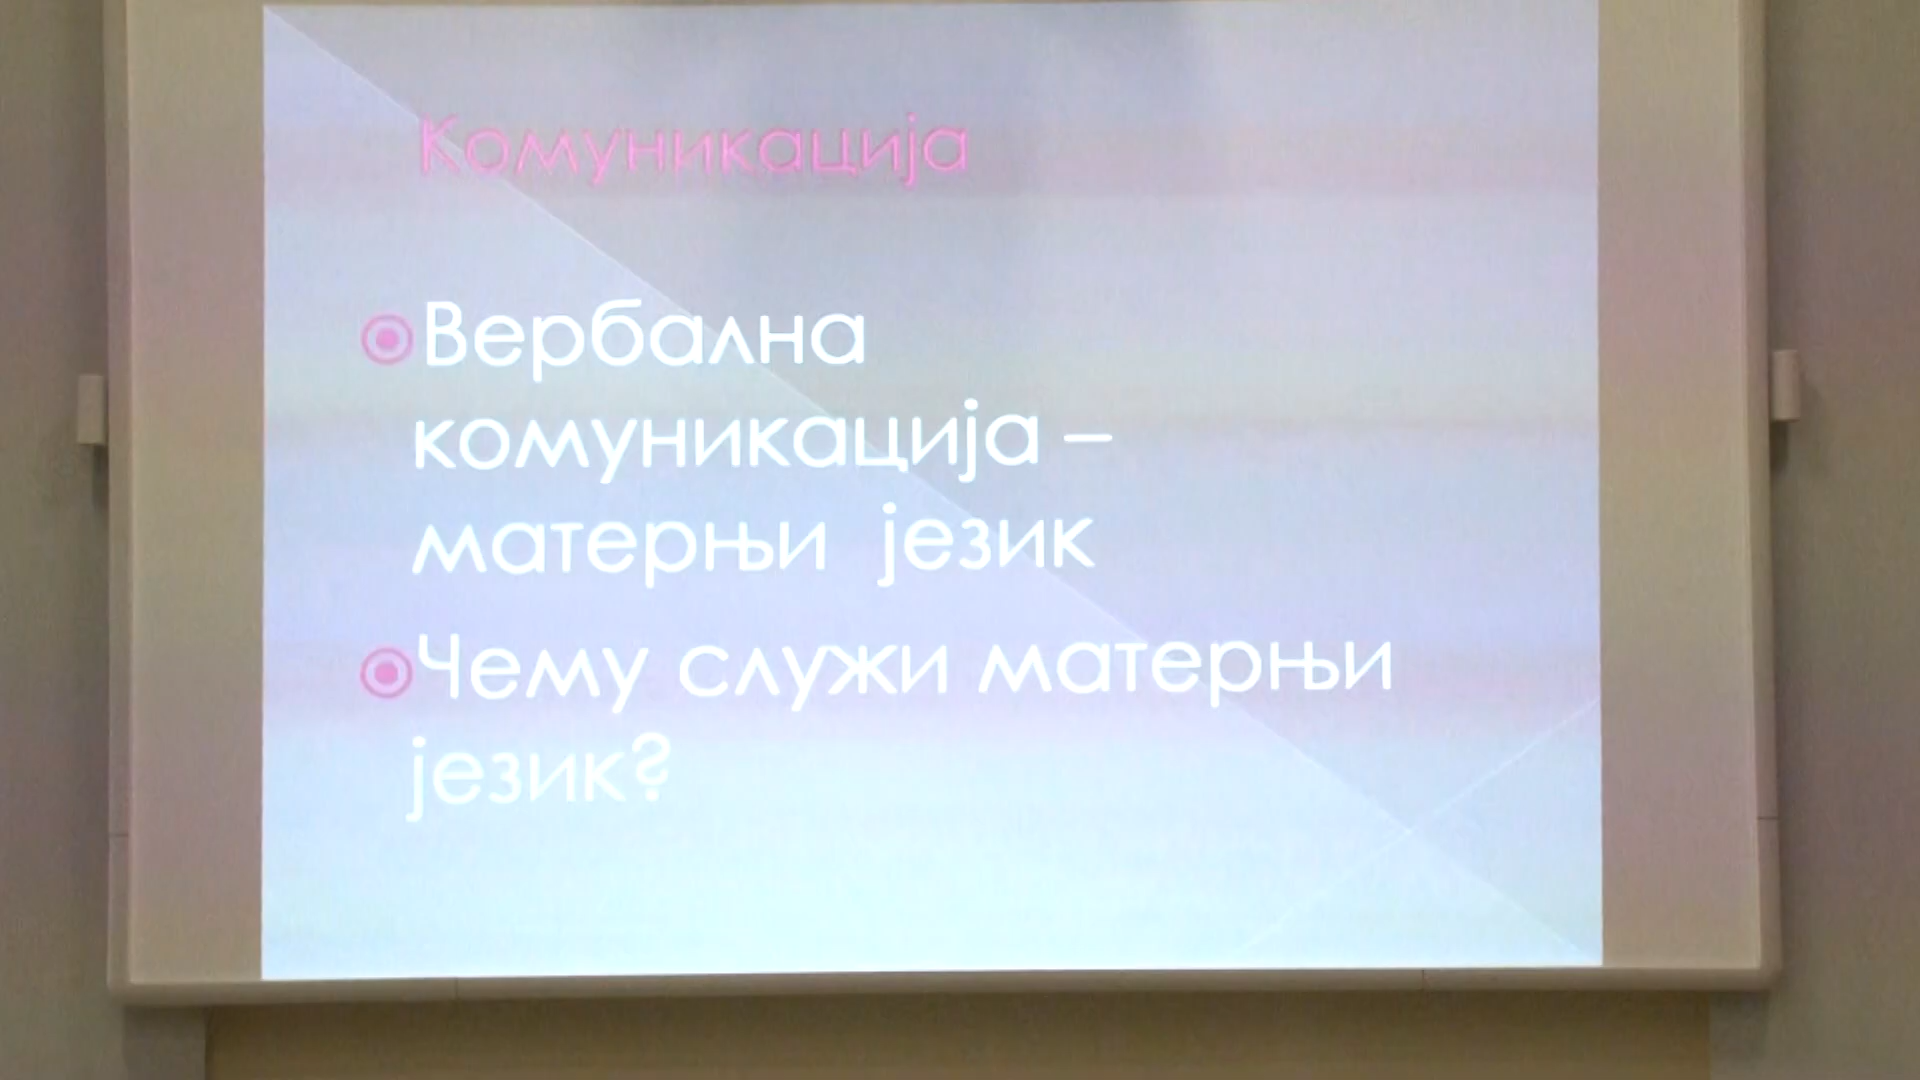 Комуникација
Вербална
комуникација –
матерњи језик
Чему служи матерњи
језик?